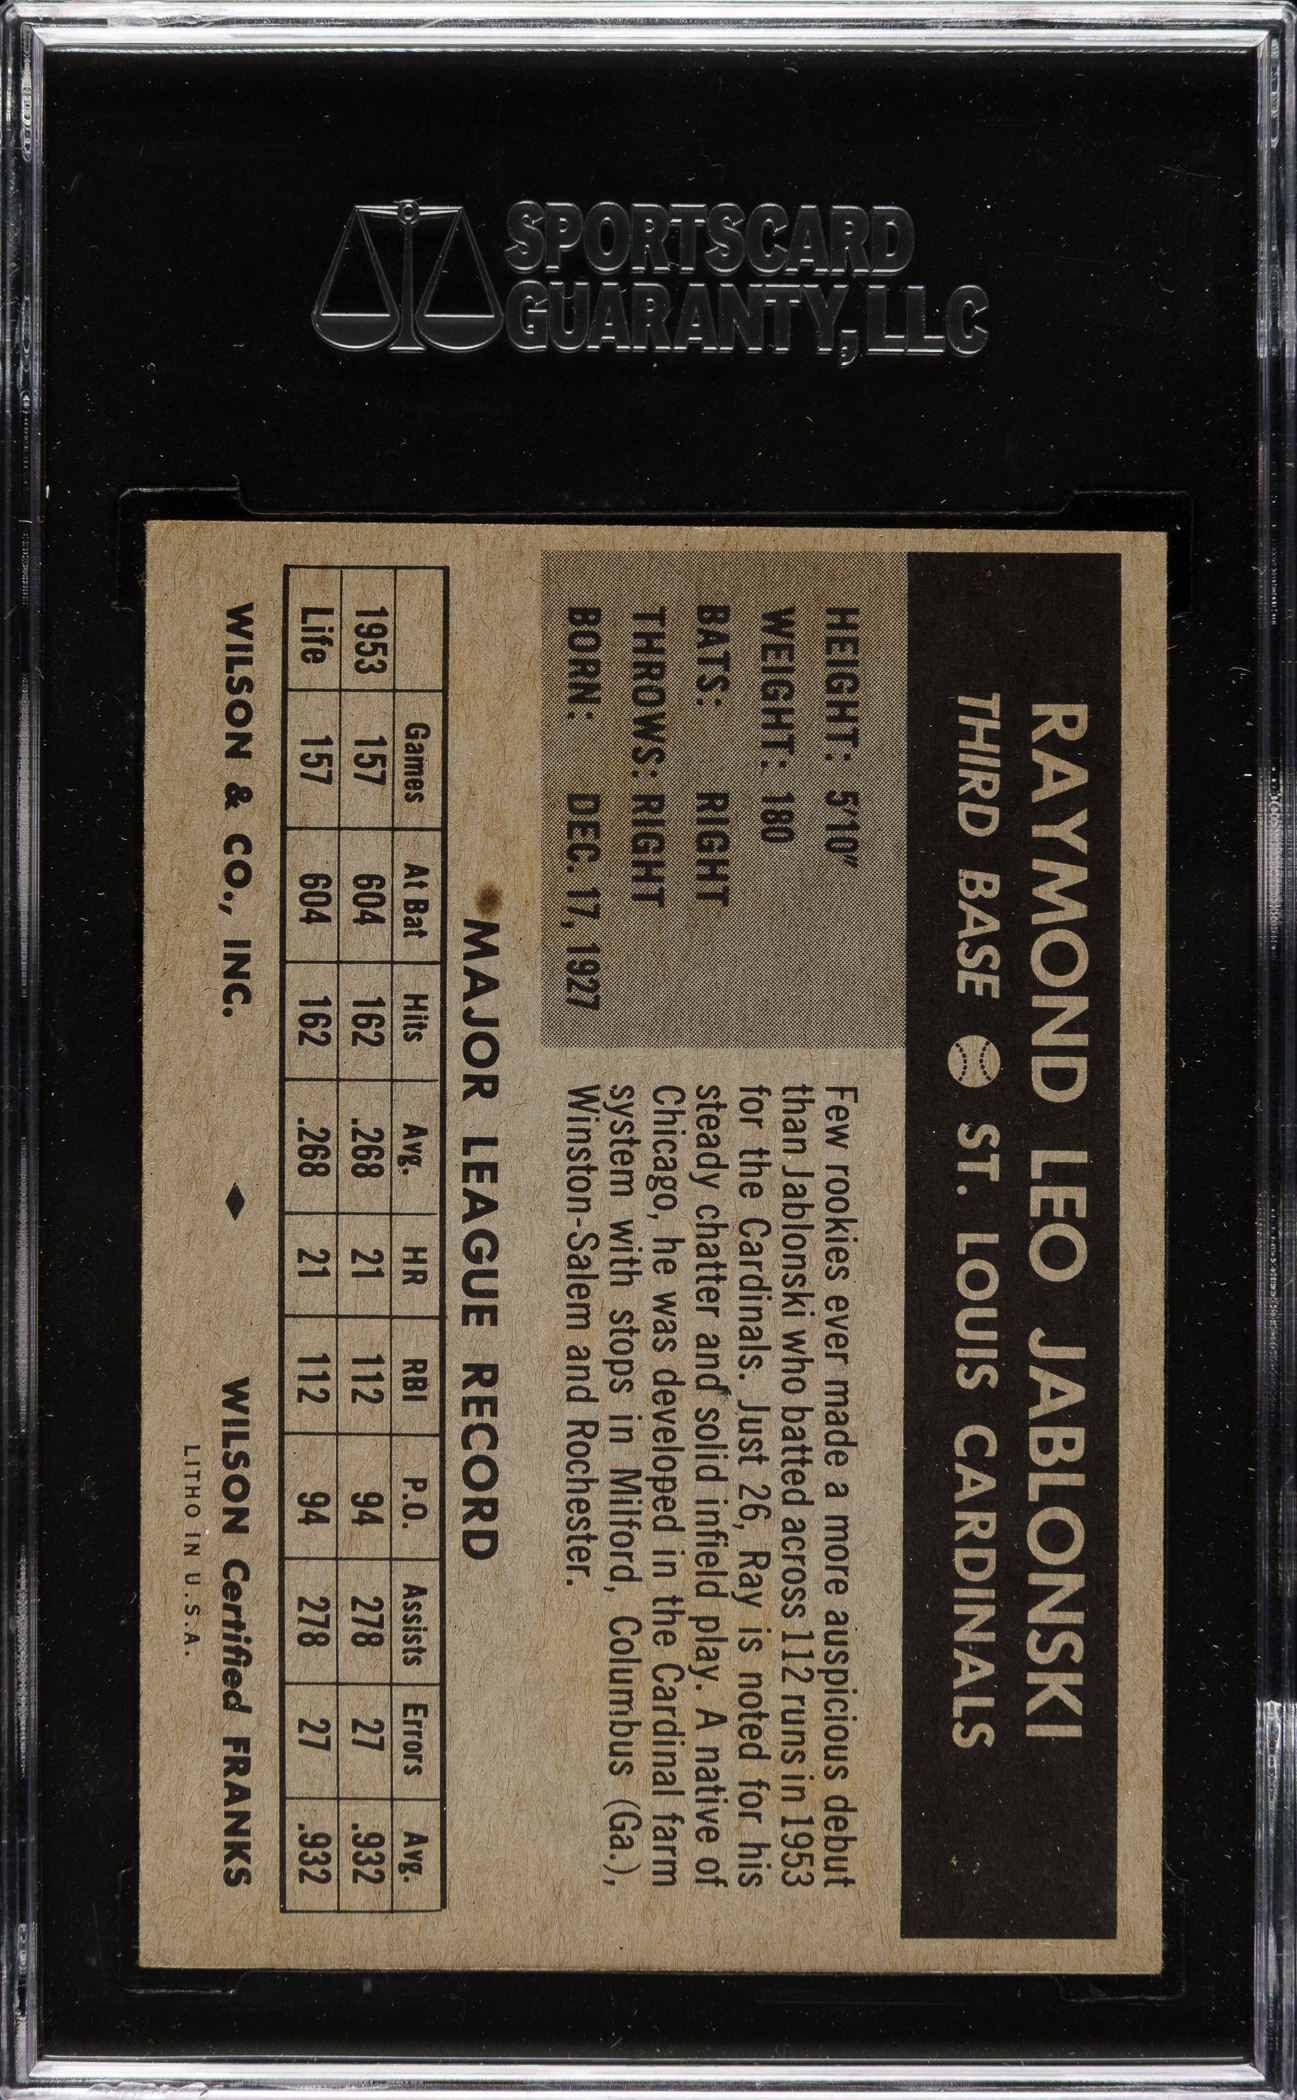 SPORTSCARD
GUARANTY, LLC
RAYMOND LEO JABLONSKI
THIRD BASE ST. LOUIS CARDINALS
HEIGHT: 5'10"
WEIGHT: 180
BATS: RIGHT
THROWS: RIGHT
BORN: DEC. 17, 1927
Few rookies ever made a more auspicious debut
than Jablonski who batted across 112 runs in 1953
for the Cardinals. Just 26, Ray is noted for his
steady chatter and solid infield play. A native of
Chicago, he was developed in the Cardinal farm
system with stops in Milford, Columbus (Ga.),
Winston-Salem and Rochester.
MAJOR LEAGUE RECORD
Games At Bat Hits Avg. HR RBI P.O. Assists Errors Avg.
1953 157 604 162 .268 21 112 94 278 27 .932
Life 157 604 162 .268 21 112 94 278 27 .932
WILSON & CO., INC. ♦ WILSON Certified FRANKS
LITHO IN U.S.A.